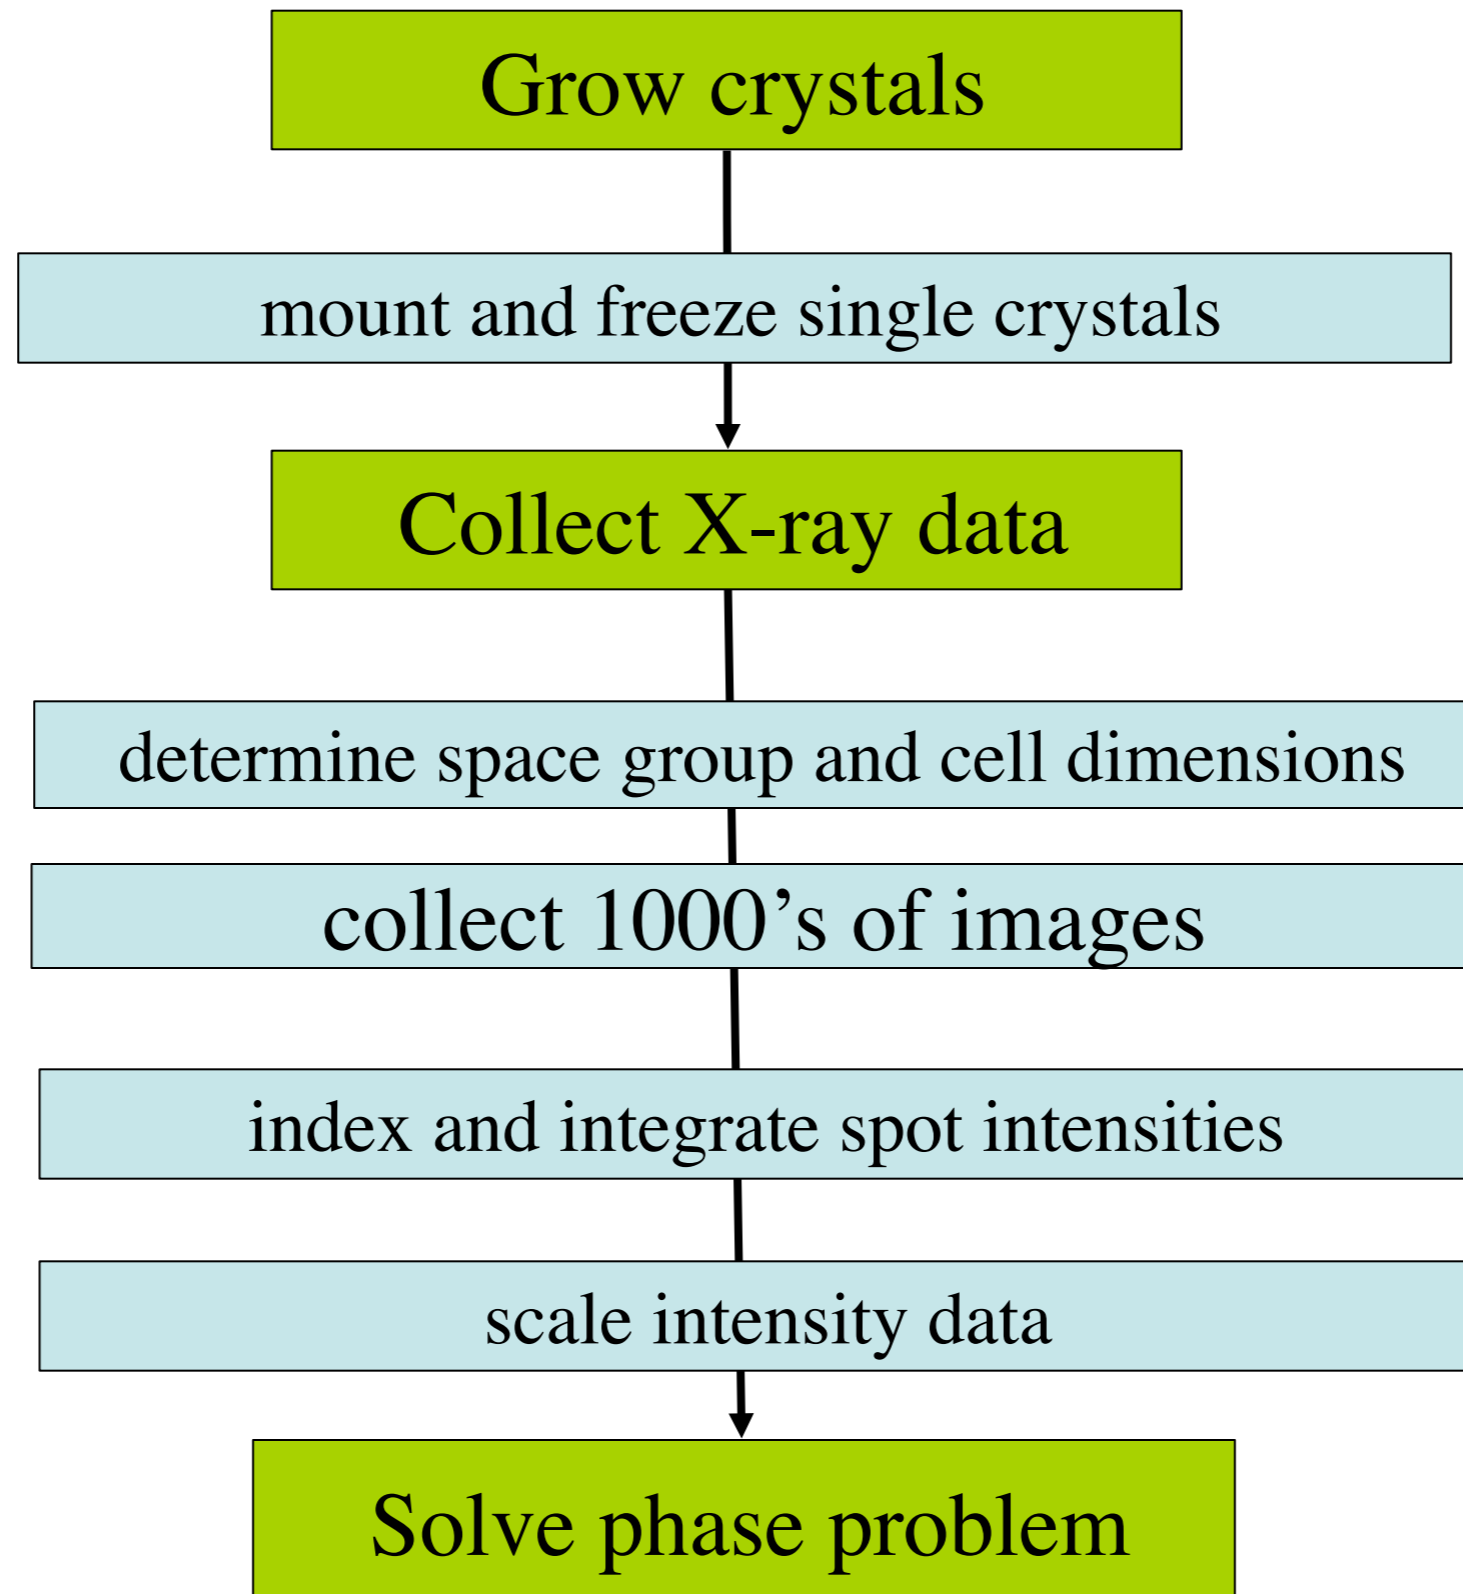 Grow crystals
mount and freeze single crystals
Collect X-ray data
determine space group and cell dimensions
collect 1000’s of images
index and integrate spot intensities
scale intensity data
Solve phase problem